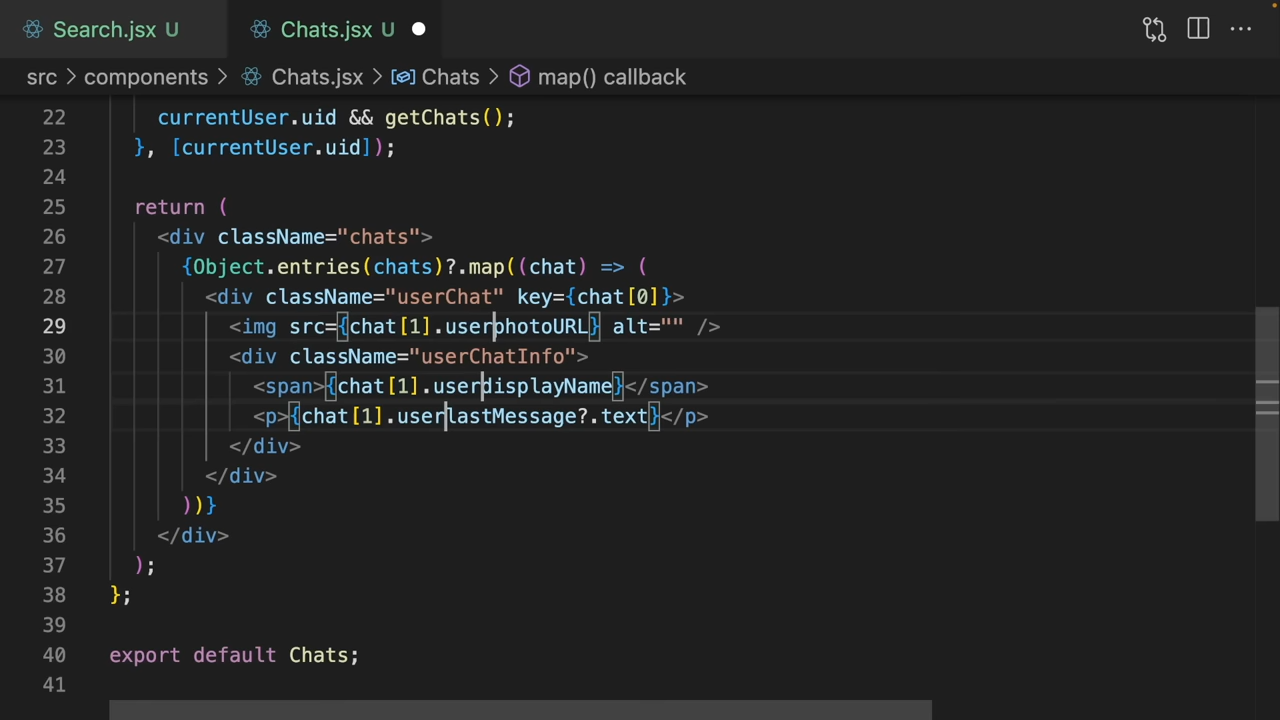 Search.jsx U Chats.jsx U
src > components > Chats.jsx > Chats > map() callback
22 currentUser.uid && getChats();
23 }, [currentUser.uid]);
24
25 return (
26 <div className="chats">
27 {Object.entries(chats)?.map((chat) => (
28 <div className="userChat" key={chat[0]}>
29 <img src={chat[1].userphotoURL} alt="" />
30 <div className="userChatInfo">
31 <span>{chat[1].userdisplayName}</span>
32 <p>{chat[1].userlastMessage?.text}</p>
33 </div>
34 </div>
35 ))}
36 </div>
37 );
38 };
39
40 export default Chats;
41